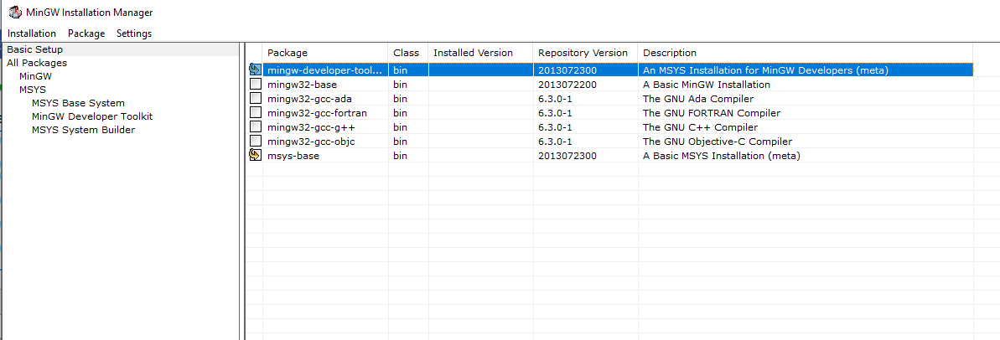 MinGW Installation Manager
Installation Package Settings
Basic Setup
All Packages
MinGW
MSYS
MSYS Base System
MinGW Developer Toolkit
MSYS System Builder
Package Class Installed Version Repository Version Description
mingw-developer-tool... bin 2013072300 An MSYS Installation for MinGW Developers (meta)
mingw32-base bin 2013072200 A Basic MinGW Installation
mingw32-gcc-ada bin 6.3.0-1 The GNU Ada Compiler
mingw32-gcc-fortran bin 6.3.0-1 The GNU FORTRAN Compiler
mingw32-gcc-g++ bin 6.3.0-1 The GNU C++ Compiler
mingw32-gcc-objc bin 6.3.0-1 The GNU Objective-C Compiler
msys-base bin 2013072300 A Basic MSYS Installation (meta)